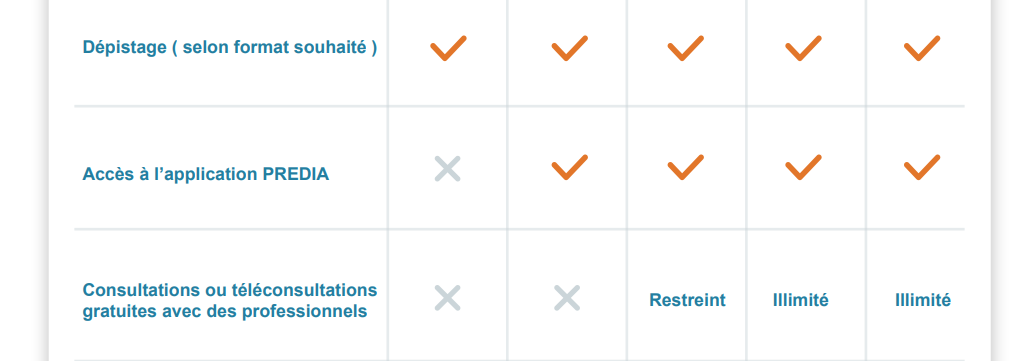 Dépistage ( selon format souhaité )
Accès à l’application PREDIA
Consultations ou téléconsultations
gratuites avec des professionnels
Restreint
Illimité
Illimité